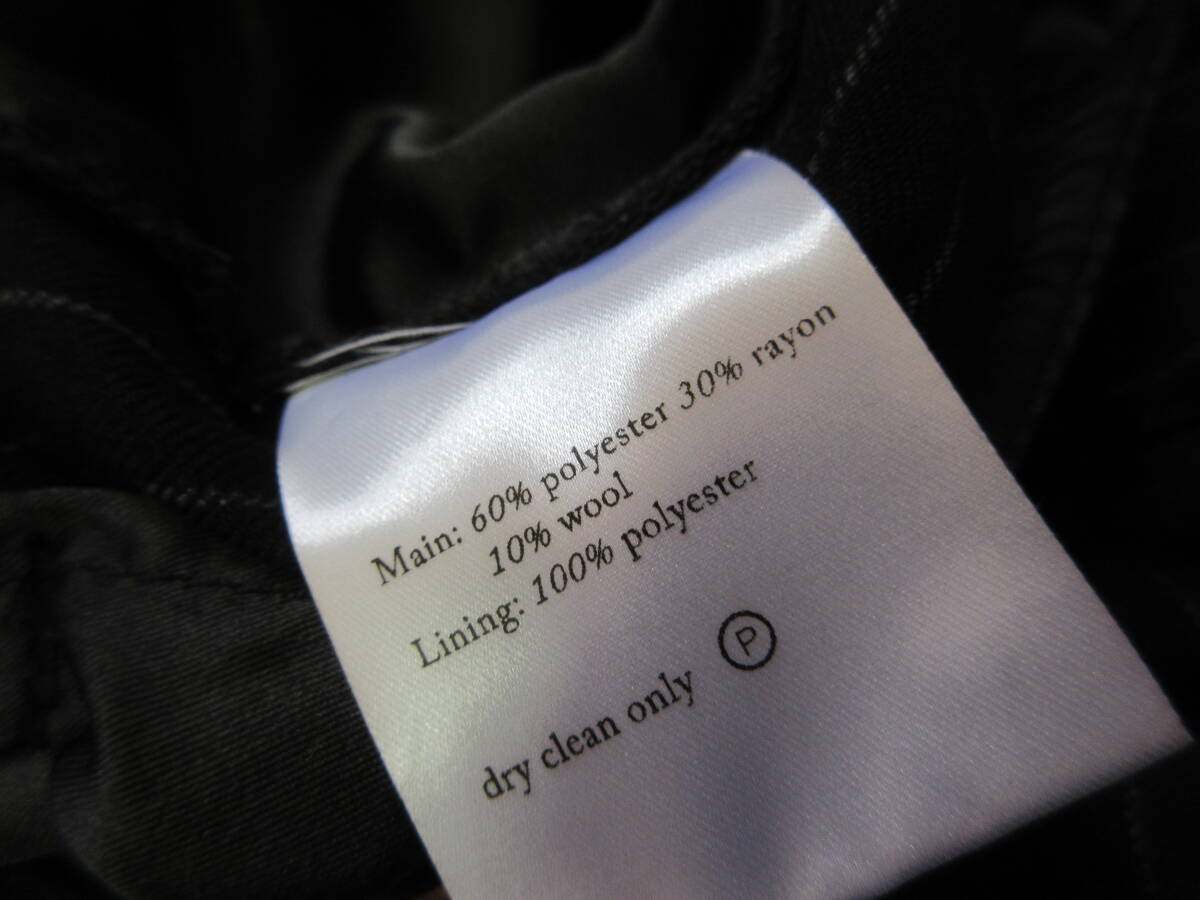 Main: 60% polyester 30% rayon
10% wool
Lining: 100% polyester
dry clean only Ⓟ